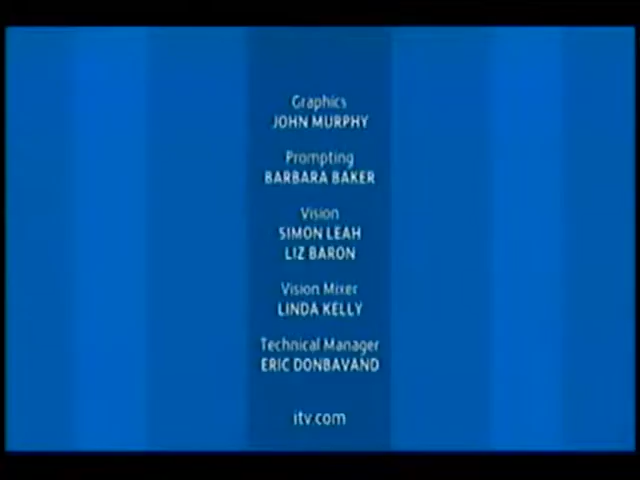 Graphics
JOHN MURPHY
Prompting
BARBARA BAKER
Vision
SIMON LEAH
LIZ BARON
Vision Mixer
LINDA KELLY
Technical Manager
ERIC DONBAVAND
itv.com